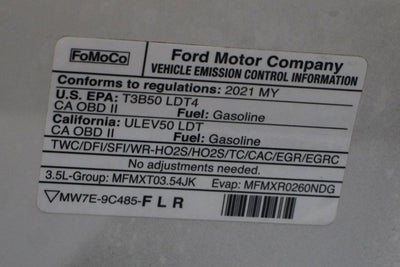 FoMoCo
Ford Motor Company
VEHICLE EMISSION CONTROL INFORMATION
Conforms to regulations: 2021 MY
U.S. EPA: T3B50 LDT4
CA OBD II Fuel: Gasoline
California: ULEV50 LDT
CA OBD II Fuel: Gasoline
TWC/DFI/SFI/WR-HO2S/HO2S/TC/CAC/EGR/EGRC
No adjustments needed.
3.5L-Group: MFMXT03.54JK Evap: MFMXR0260NDG
MW7E-9C485-FLR